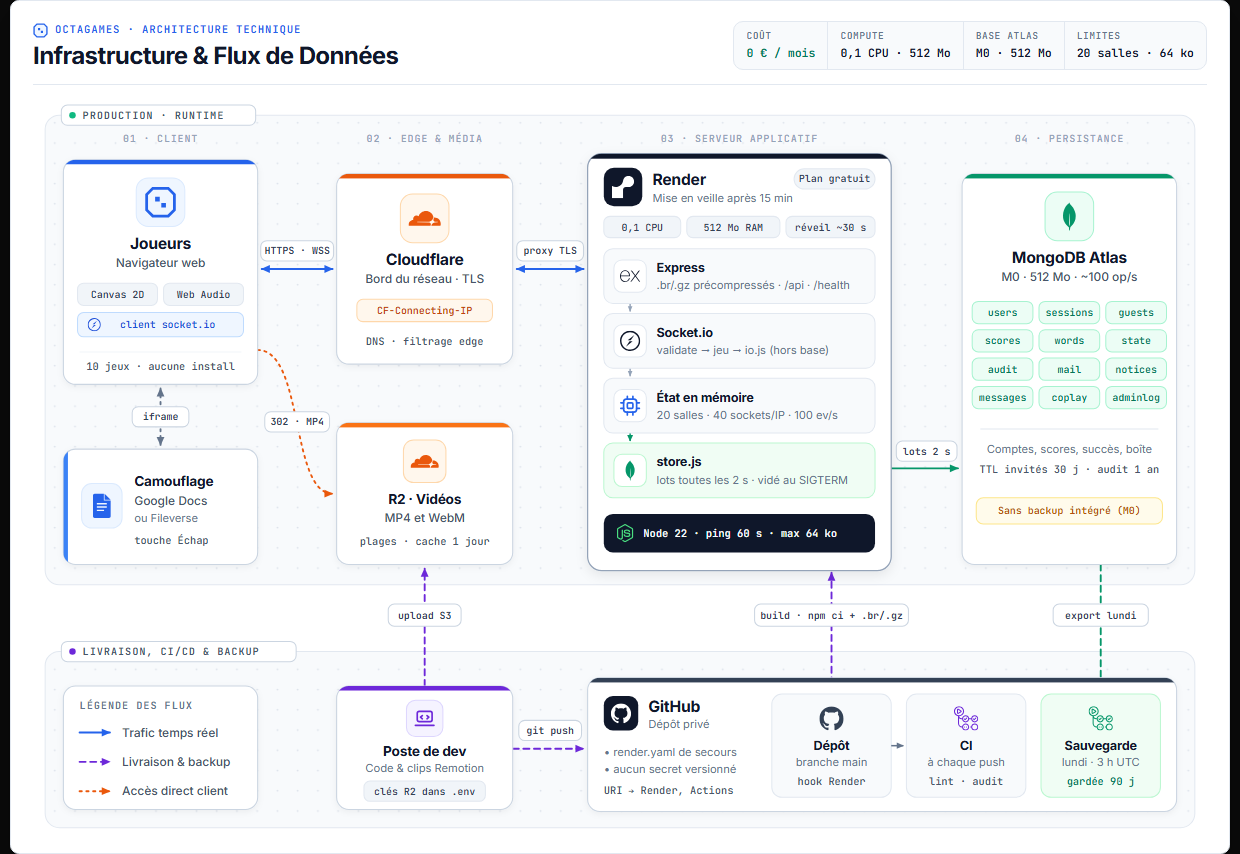 OCTAGAMES · ARCHITECTURE TECHNIQUE
Infrastructure & Flux de Données
COÛT
0 € / mois
COMPUTE
0,1 CPU · 512 Mo
BASE ATLAS
M0 · 512 Mo
LIMITES
20 salles · 64 ko
PRODUCTION · RUNTIME
01 · CLIENT
02 · EDGE & MÉDIA
03 · SERVEUR APPLICATIF
04 · PERSISTANCE
Joueurs
Navigateur web
Canvas 2D
Web Audio
client socket.io
10 jeux · aucune install
iframe
Camouflage
Google Docs
ou Fileverse
touche Échap
HTTPS · WSS
302 · MP4
Cloudflare
Bord du réseau · TLS
CF-Connecting-IP
DNS · filtrage edge
R2 · Vidéos
MP4 et WebM
plages · cache 1 jour
proxy TLS
Render
Plan gratuit
Mise en veille après 15 min
0,1 CPU
512 Mo RAM
réveil ~30 s
ex
Express
.br/.gz précompressés · /api · /health
Socket.io
validate → jeu → io.js (hors base)
État en mémoire
20 salles · 40 sockets/IP · 100 ev/s
store.js
lots toutes les 2 s · vidé au SIGTERM
JS
Node 22 · ping 60 s · max 64 ko
lots 2 s
MongoDB Atlas
M0 · 512 Mo · ~100 op/s
users
sessions
guests
scores
words
state
audit
mail
notices
messages
coplay
adminlog
Comptes, scores, succès, boîte
TTL invités 30 j · audit 1 an
Sans backup intégré (M0)
upload S3
build · npm ci + .br/.gz
export lundi
LIVRAISON, CI/CD & BACKUP
LÉGENDE DES FLUX
Trafic temps réel
Livraison & backup
Accès direct client
Poste de dev
Code & clips Remotion
clés R2 dans .env
git push
GitHub
Dépôt privé
• render.yaml de secours
• aucun secret versionné
URI → Render, Actions
Dépôt
branche main
hook Render
CI
à chaque push
lint · audit
Sauvegarde
lundi · 3 h UTC
gardée 90 j